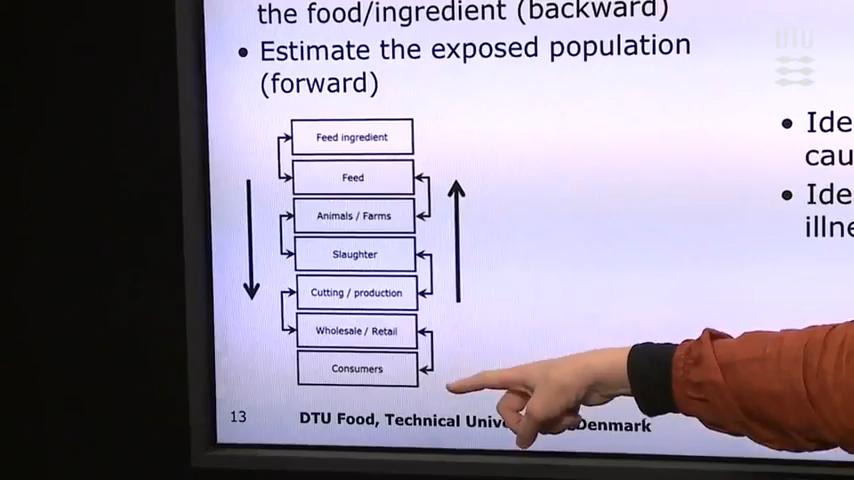 the food/ingredient (backward)
• Estimate the exposed population
(forward)
DTU
Feed ingredient
Feed
Animals / Farms
Slaughter
Cutting / production
Wholesale / Retail
Consumers
• Ide
cau
• Ide
illne
13
DTU Food, Technical Denmark